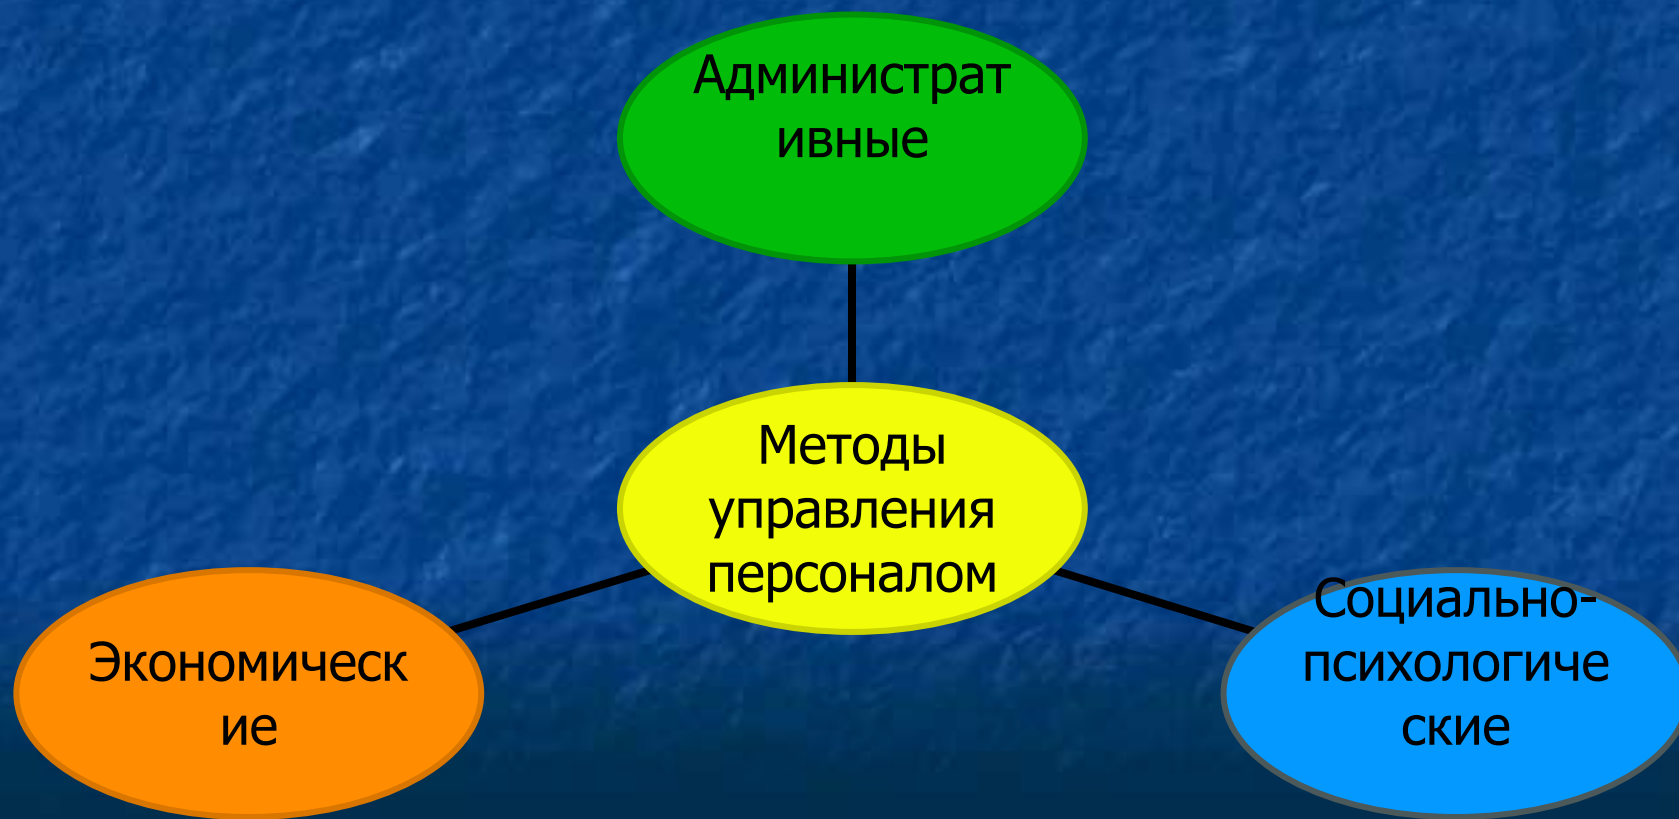 Администрат
ивные
Методы
управления
персоналом
Экономическ
ие
Социально-
психологиче
ские